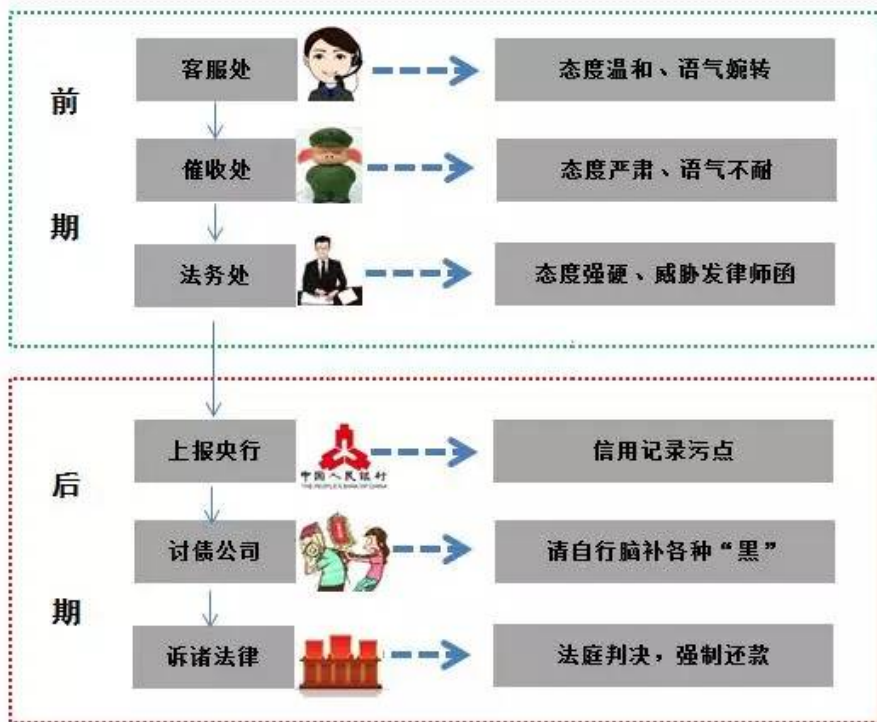 前期
客服处
态度温和、语气婉转
催收处
态度严肃、语气不耐
法务处
态度强硬、威胁发律师函
后期
上报央行
中国人民银行
THE PEOPLE'S BANK OF CHINA
信用记录污点
讨债公司
请自行脑补各种“黑”
诉诸法律
法庭判决，强制还款